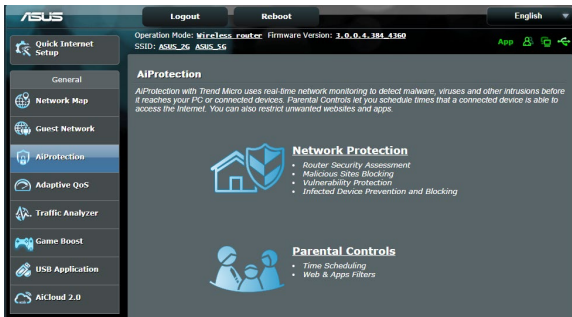 ASUS
Logout
Reboot
English
Operation Mode: Wireless router Firmware Version: 3.0.0.4.384_4360
SSID: ASUS_2G ASUS_5G
App
Quick Internet
Setup
General
Network Map
Guest Network
AiProtection
Adaptive QoS
Traffic Analyzer
Game Boost
USB Application
AiCloud 2.0
AiProtection
AiProtection with Trend Micro uses real-time network monitoring to detect malware, viruses and other intrusions before
it reaches your PC or connected devices. Parental Controls let you schedule times that a connected device is able to
access the Internet. You can also restrict unwanted websites and apps.
Network Protection
• Router Security Assessment
• Malicious Sites Blocking
• Vulnerability Protection
• Infected Device Prevention and Blocking
Parental Controls
• Time Scheduling
• Web & Apps Filters